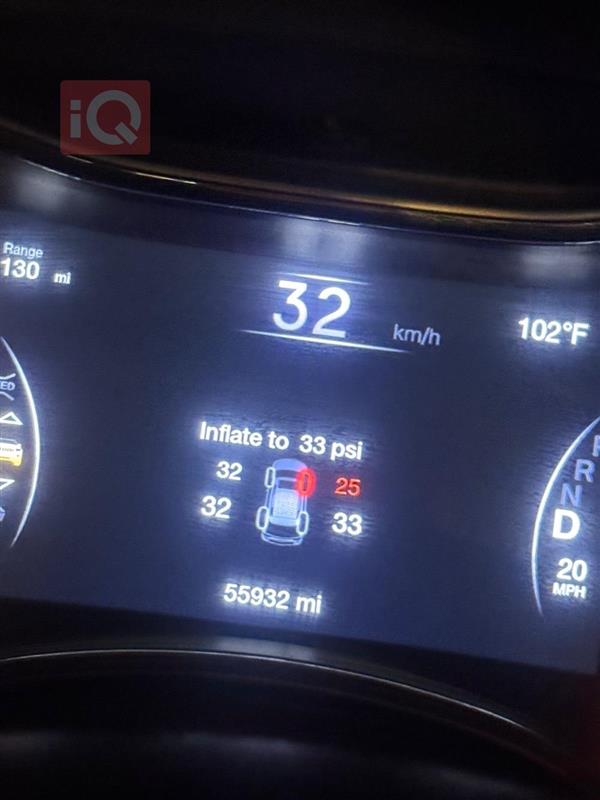 iQ
Range
130 mi
32 km/h
102°F
Inflate to 33 psi
32 25
32 33
R
N
D
20
MPH
55932 mi